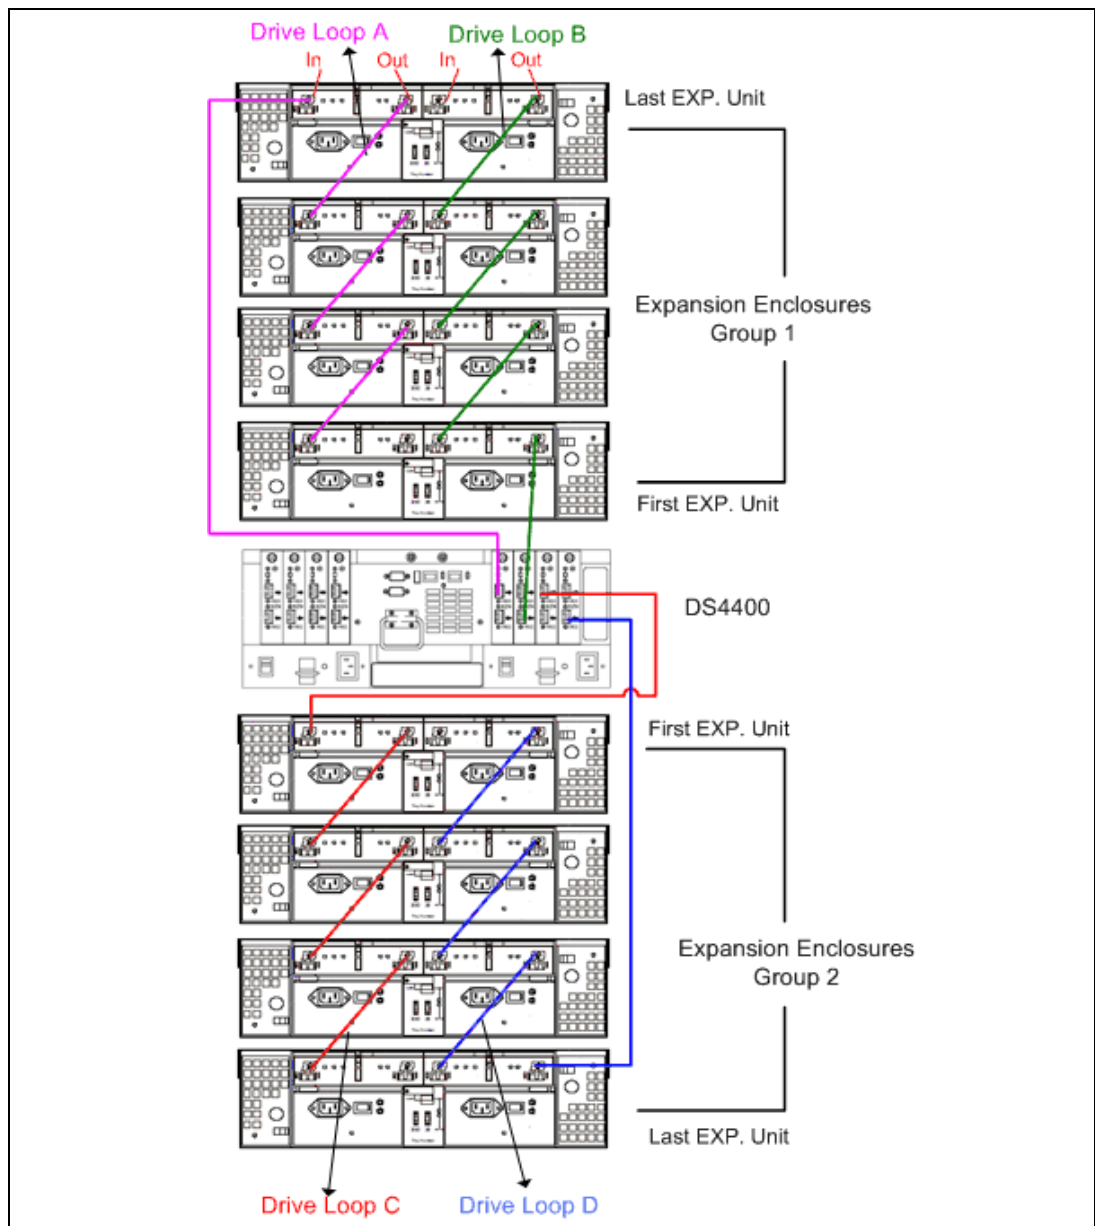 Drive Loop A
Drive Loop B
In
Out
In
Out
Last EXP. Unit
Expansion Enclosures
Group 1
First EXP. Unit
DS4400
First EXP. Unit
Expansion Enclosures
Group 2
Last EXP. Unit
Drive Loop C
Drive Loop D